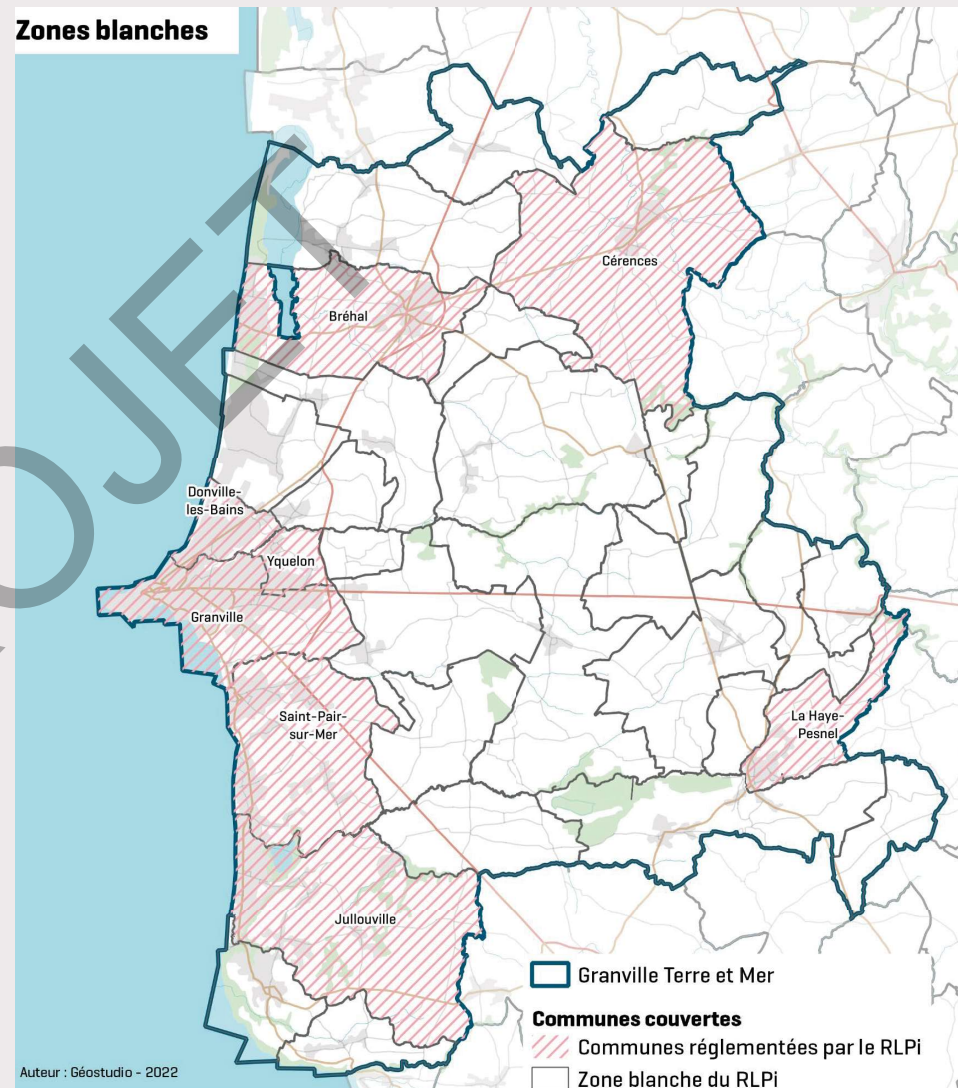 Zones blanches
Cérences
Bréhal
Donville-
les-Bains
Yquelon
Granville
Saint-Pair-
sur-Mer
La Haye-
Pesnel
Jullouville
Granville Terre et Mer
Communes couvertes
Communes réglementées par le RLPi
Zone blanche du RLPi
Auteur : Géostudio - 2022
OJET